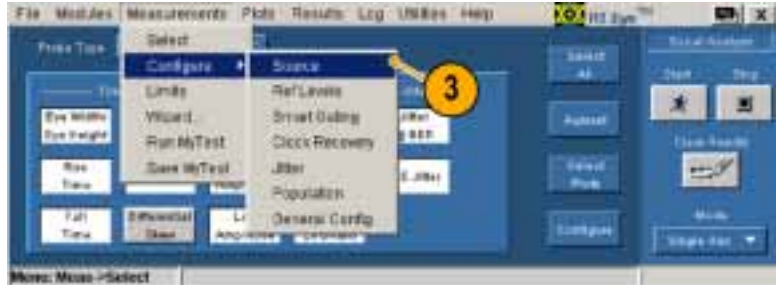 File Modules Measurements Plots Results Log Utilities Help
Probe Type
Select
Configure
Limits
Wizard...
Run MyTest
Save MyTest
Source
Ref Levels
Smart Gating
Clock Recovery
Jitter
Population
General Config
3
Eye Width
Eye Height
Rise
Time
Fall
Time
Differential
Skew
Jitter
Select
All
Autoset
Select
Plots
Configure
Start Stop
Clear Results
Mode
Menu: Meas->Select